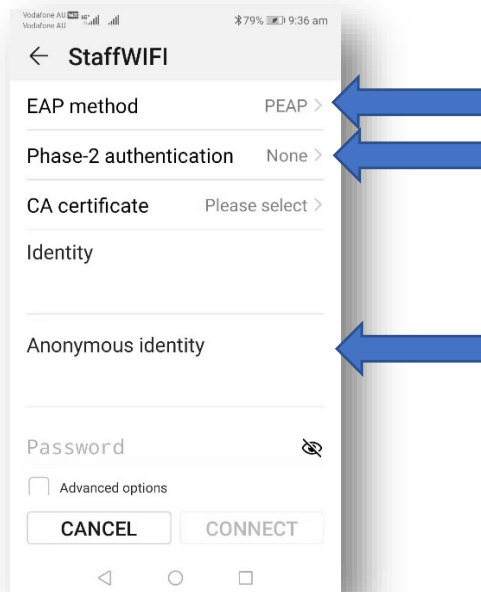 Vodafone AU
Vodafone AU
79% 9:36 am
StaffWIFI
EAP method PEAP
Phase-2 authentication None
CA certificate Please select
Identity
Anonymous identity
Password
Advanced options
CANCEL CONNECT